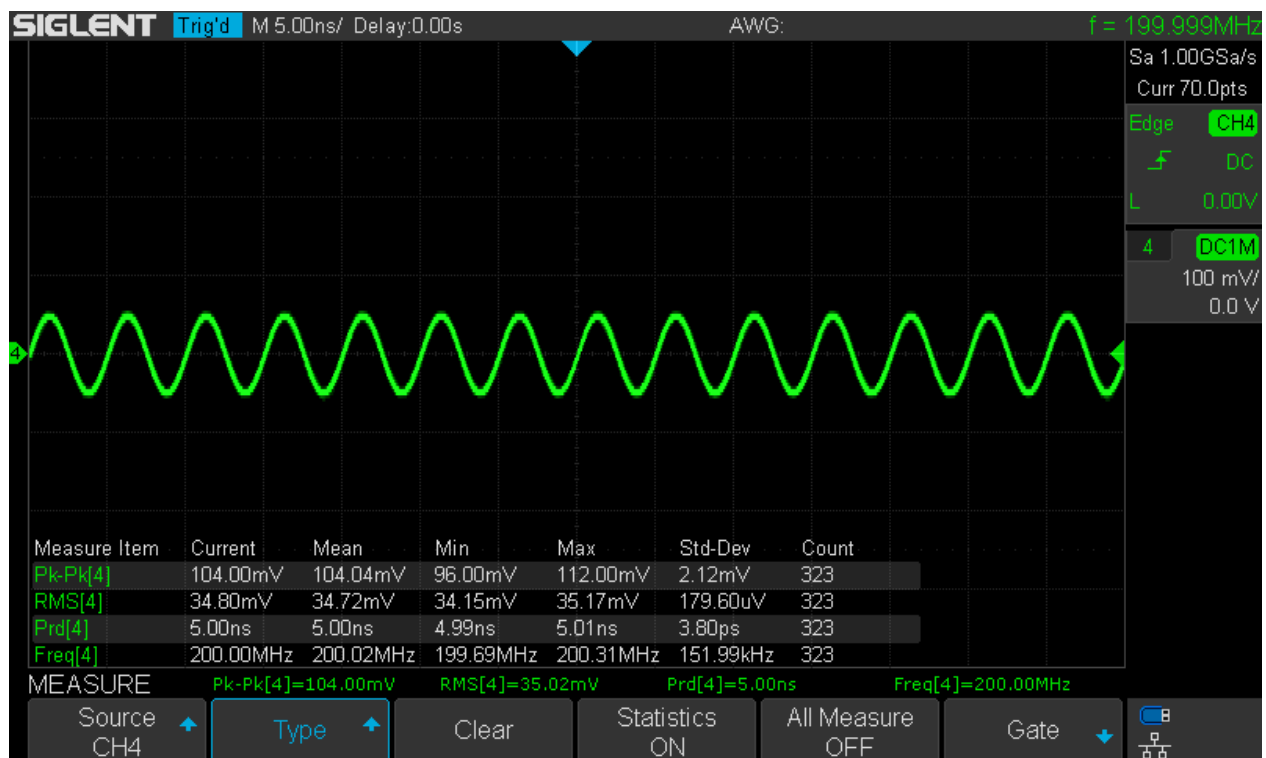 SIGLENT Trig'd M 5.00ns/ Delay:0.00s AWG: f = 199.999MHz
Sa 1.00GSa/s
Curr 70.0pts
Edge CH4
DC
L 0.00V
4 DC1M
100 mV/
0.0 V
4
Measure Item Current Mean Min Max Std-Dev Count
Pk-Pk[4] 104.00mV 104.04mV 96.00mV 112.00mV 2.12mV 323
RMS[4] 34.80mV 34.72mV 34.15mV 35.17mV 179.60uV 323
Prd[4] 5.00ns 5.00ns 4.99ns 5.01ns 3.80ps 323
Freq[4] 200.00MHz 200.02MHz 199.69MHz 200.31MHz 151.99kHz 323
MEASURE Pk-Pk[4]=104.00mV RMS[4]=35.02mV Prd[4]=5.00ns Freq[4]=200.00MHz
Source CH4
Type
Clear
Statistics ON
All Measure OFF
Gate